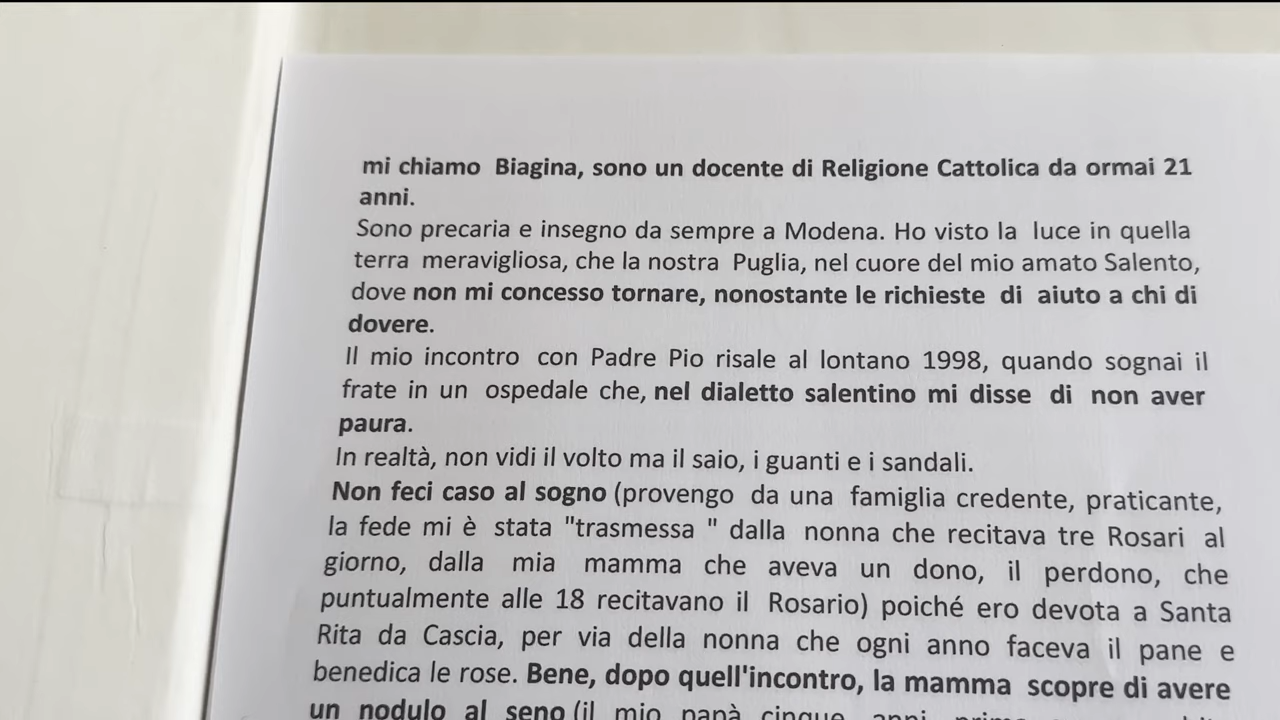 mi chiamo Biagina, sono un docente di Religione Cattolica da ormai 21
anni.
Sono precaria e insegno da sempre a Modena. Ho visto la luce in quella
terra meravigliosa, che la nostra Puglia, nel cuore del mio amato Salento,
dove non mi concesso tornare, nonostante le richieste di aiuto a chi di
dovere.
Il mio incontro con Padre Pio risale al lontano 1998, quando sognai il
frate in un ospedale che, nel dialetto salentino mi disse di non aver
paura.
In realtà, non vidi il volto ma il saio, i guanti e i sandali.
Non feci caso al sogno (provengo da una famiglia credente, praticante,
la fede mi è stata "trasmessa " dalla nonna che recitava tre Rosari al
giorno, dalla mia mamma che aveva un dono, il perdono, che
puntualmente alle 18 recitavano il Rosario) poiché ero devota a Santa
Rita da Cascia, per via della nonna che ogni anno faceva il pane e
benedica le rose. Bene, dopo quell'incontro, la mamma scopre di avere
un nodulo al seno (il mio papà cinque anni